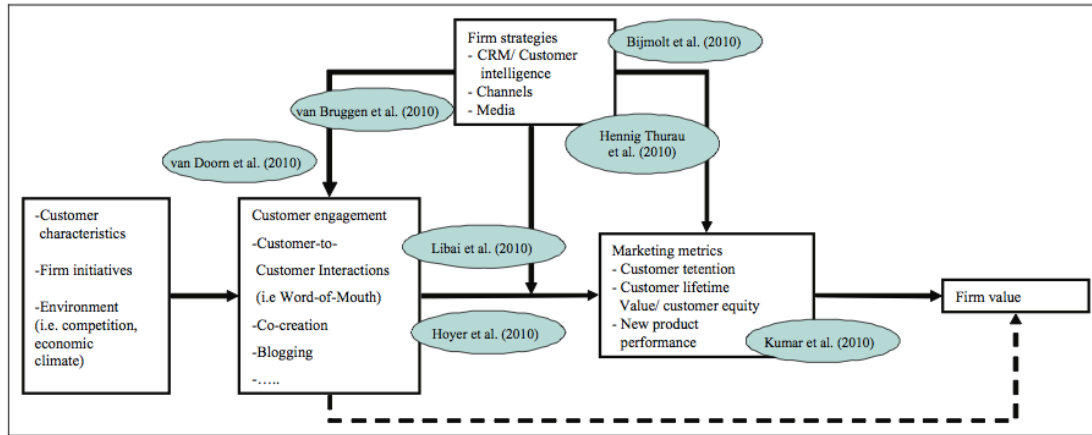 Firm strategies
- CRM/ Customer
intelligence
- Channels
- Media
Bijmolt et al. (2010)
van Bruggen et al. (2010)
Hennig Thurau
et al. (2010)
van Doorn et al. (2010)
-Customer
characteristics
-Firm initiatives
-Environment
(i.e. competition,
economic
climate)
Customer engagement
-Customer-to-
Customer Interactions
(i.e Word-of-Mouth)
-Co-creation
-Blogging
-…..
Libai et al. (2010)
Hoyer et al. (2010)
Marketing metrics
- Customer tetention
- Customer lifetime
Value/ customer equity
- New product
performance
Kumar et al. (2010)
Firm value